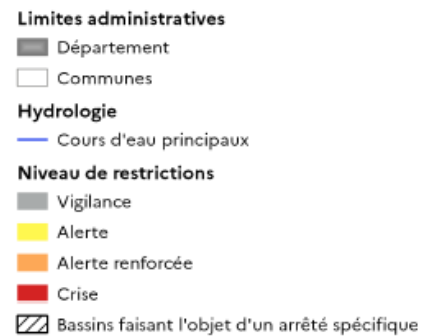 Limites administratives
Département
Communes
Hydrologie
Cours d'eau principaux
Niveau de restrictions
Vigilance
Alerte
Alerte renforcée
Crise
Bassins faisant l'objet d'un arrêté spécifique